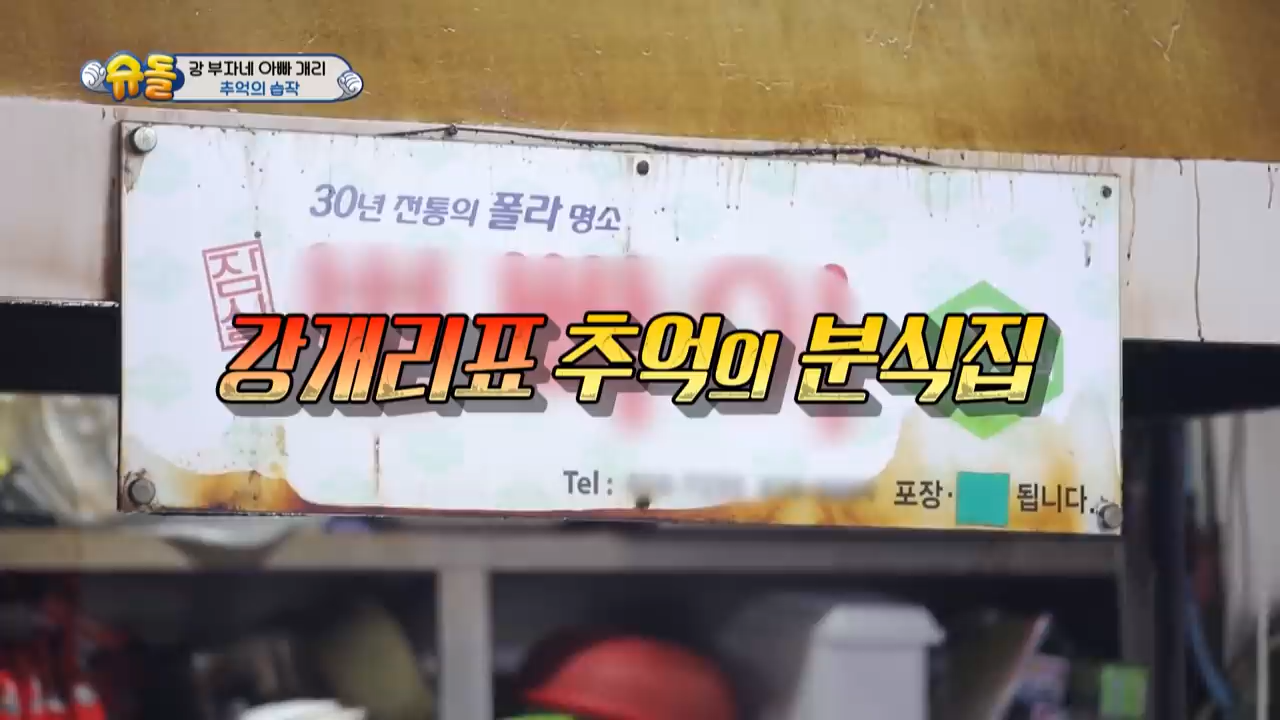 슈돌
강 부자네 아빠 개리
추억의 습작
30년 전통의 폴라 명소
강개리표 추억의 분식집
Tel :
포장· 됩니다.